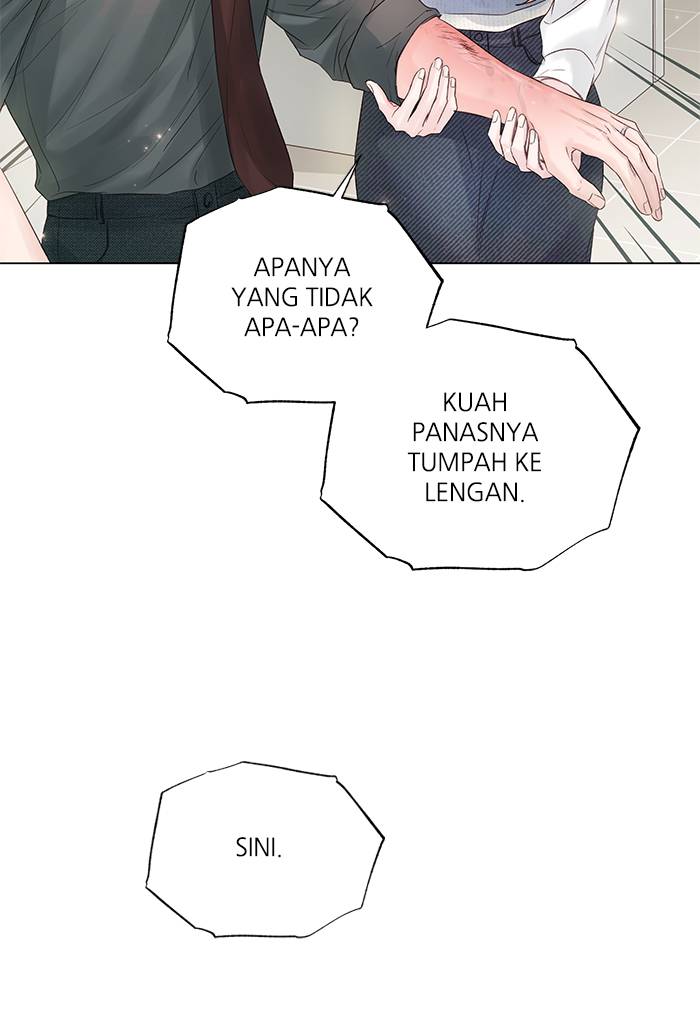 APANYA
YANG TIDAK
APA-APA?
KUAH
PANASNYA
TUMPAH KE
LENGAN.
SINI.